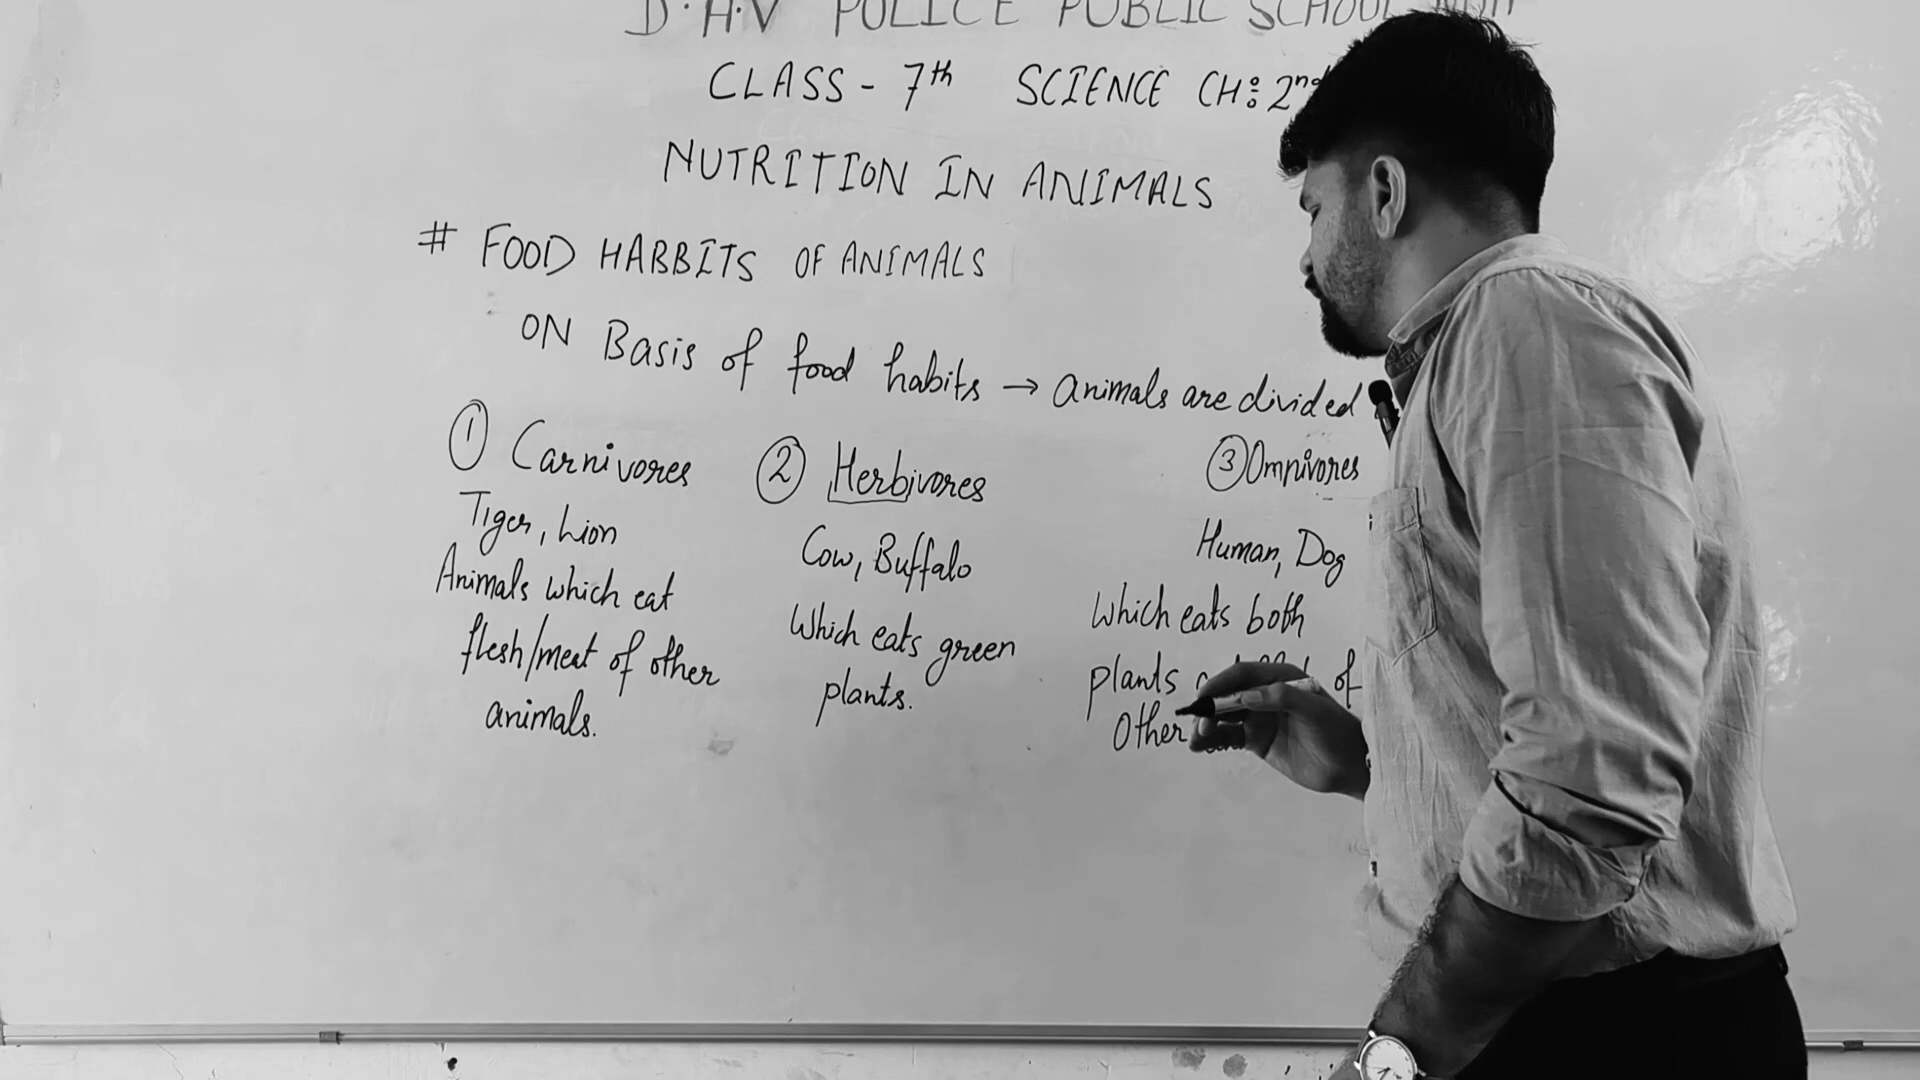 D.A.V POLICE PUBLIC SCHOOL
CLASS - 7th SCIENCE CH: 2nd
NUTRITION IN ANIMALS
# FOOD HABBITS OF ANIMALS
ON Basis of food habits → Animals are divided
① Carnivores
Tiger, Lion
Animals which eat
flesh/meat of other
animals.
② Herbivores
Cow, Buffalo
Which eats green
plants.
③ Omnivores
Human, Dog
Which eats both
plants of
Other